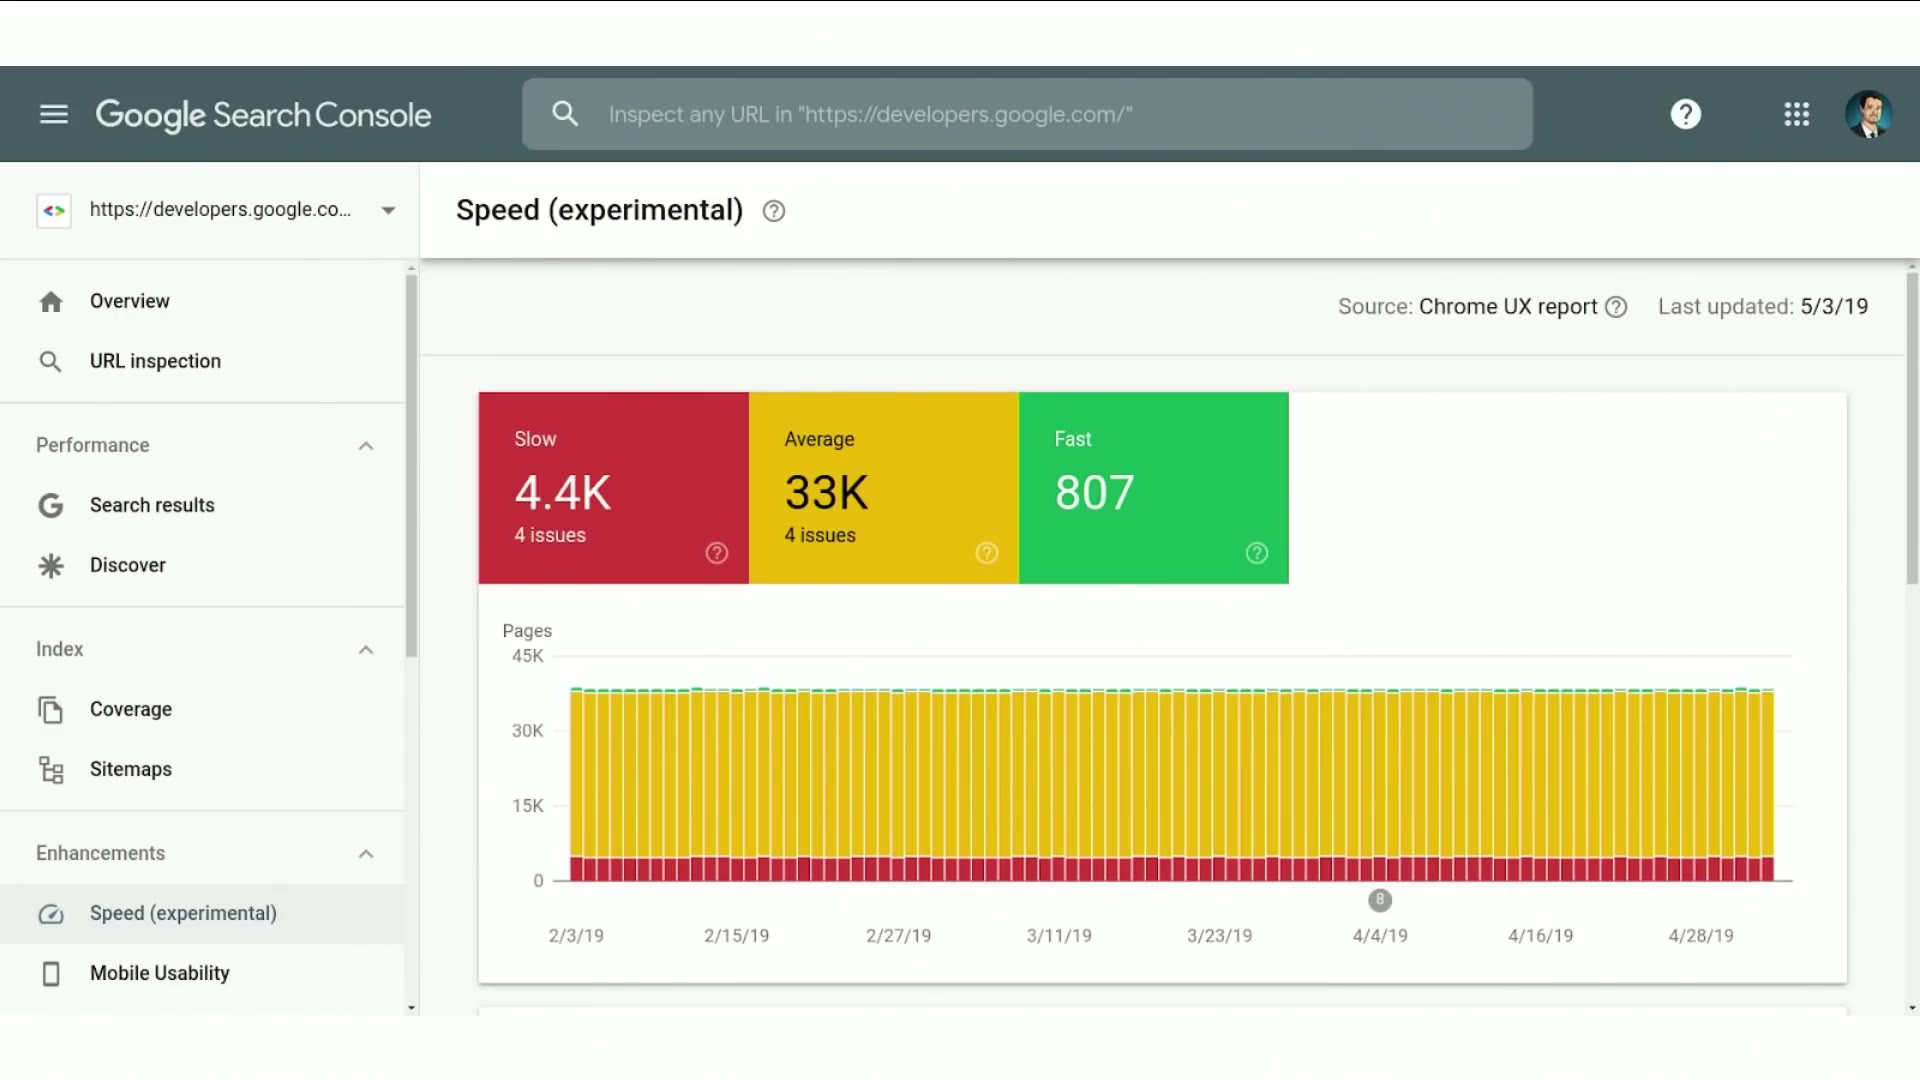 Google Search Console
Inspect any URL in "https://developers.google.com/"
https://developers.google.co...
Speed (experimental)
Overview
URL inspection
Performance
Search results
Discover
Index
Coverage
Sitemaps
Enhancements
Speed (experimental)
Mobile Usability
Source: Chrome UX report
Last updated: 5/3/19
Slow
4.4K
4 issues
Average
33K
4 issues
Fast
807
Pages
45K
30K
15K
0
8
2/3/19 2/15/19 2/27/19 3/11/19 3/23/19 4/4/19 4/16/19 4/28/19